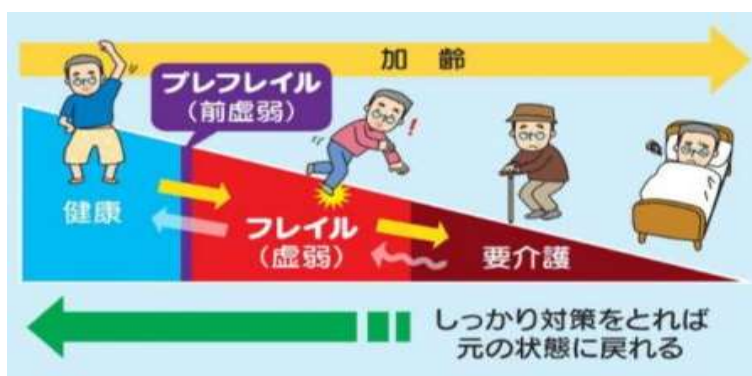 加齢
プレフレイル
（前虚弱）
健康
フレイル
（虚弱）
要介護
しっかり対策をとれば
元の状態に戻れる